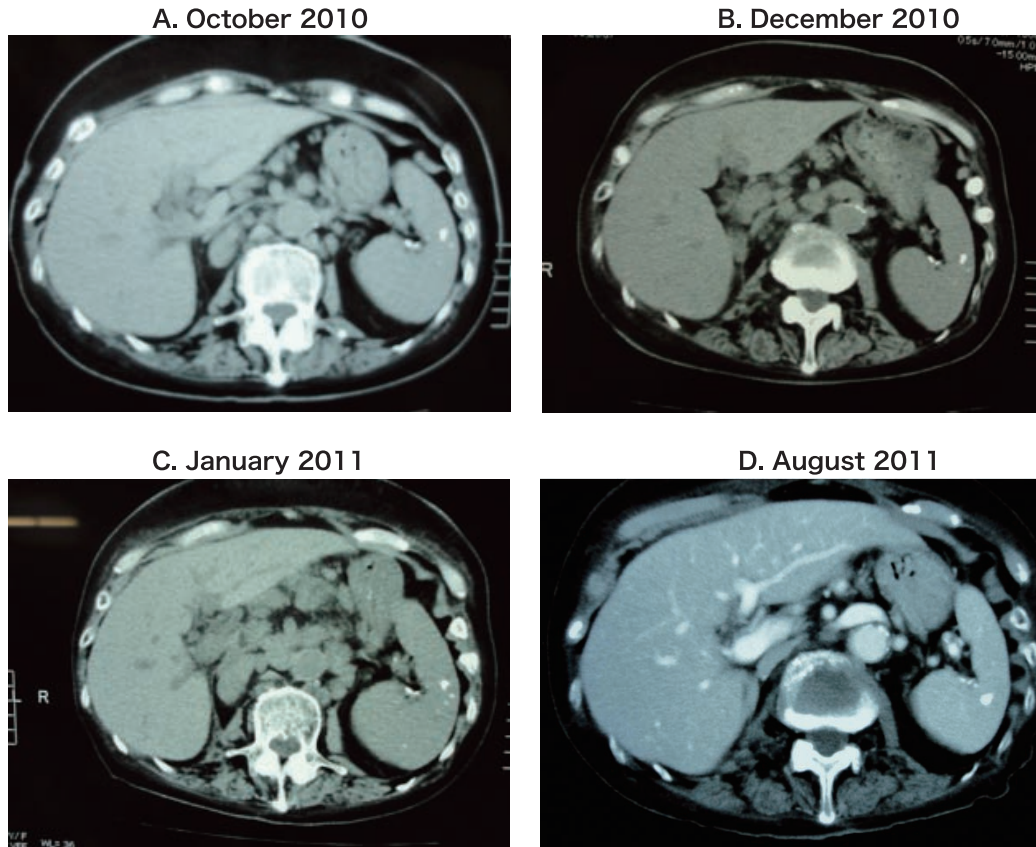 A. October 2010
B. December 2010
R
C. January 2011
D. August 2011
R